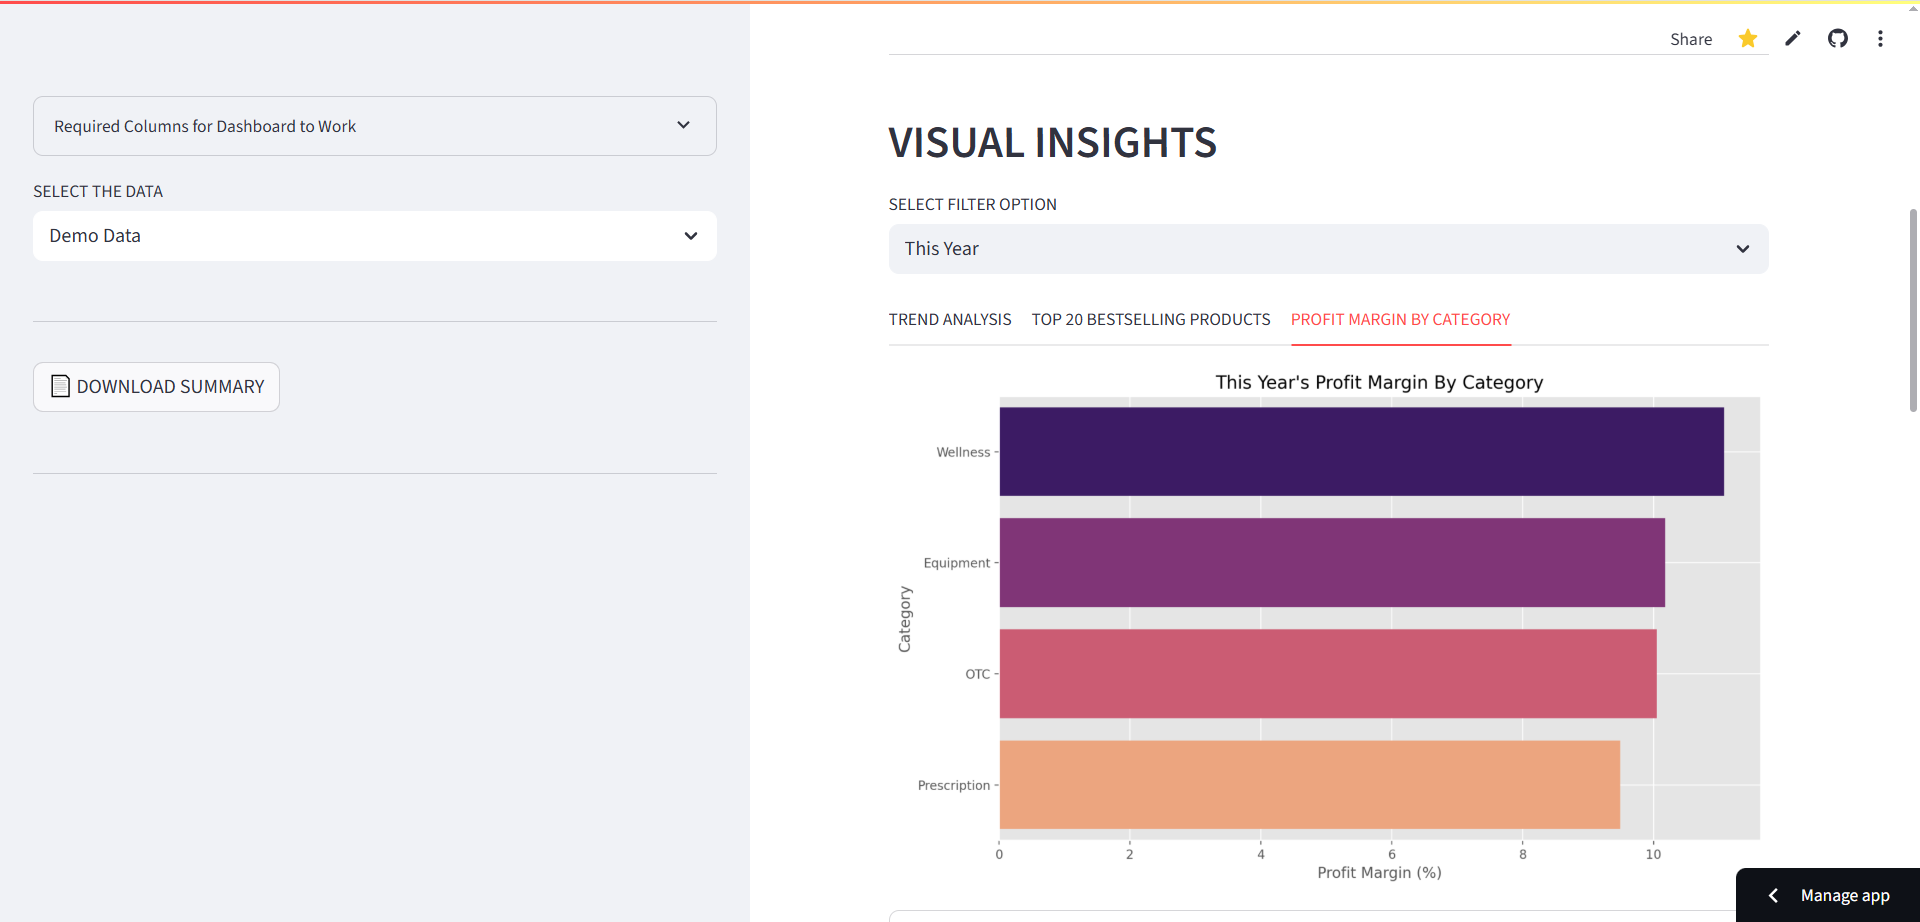 Share
Required Columns for Dashboard to Work
SELECT THE DATA
Demo Data
DOWNLOAD SUMMARY
VISUAL INSIGHTS
SELECT FILTER OPTION
This Year
TREND ANALYSIS TOP 20 BESTSELLING PRODUCTS PROFIT MARGIN BY CATEGORY
This Year's Profit Margin By Category
Category
Wellness
Equipment
OTC
Prescription
0 2 4 6 8 10
Profit Margin (%)
Manage app